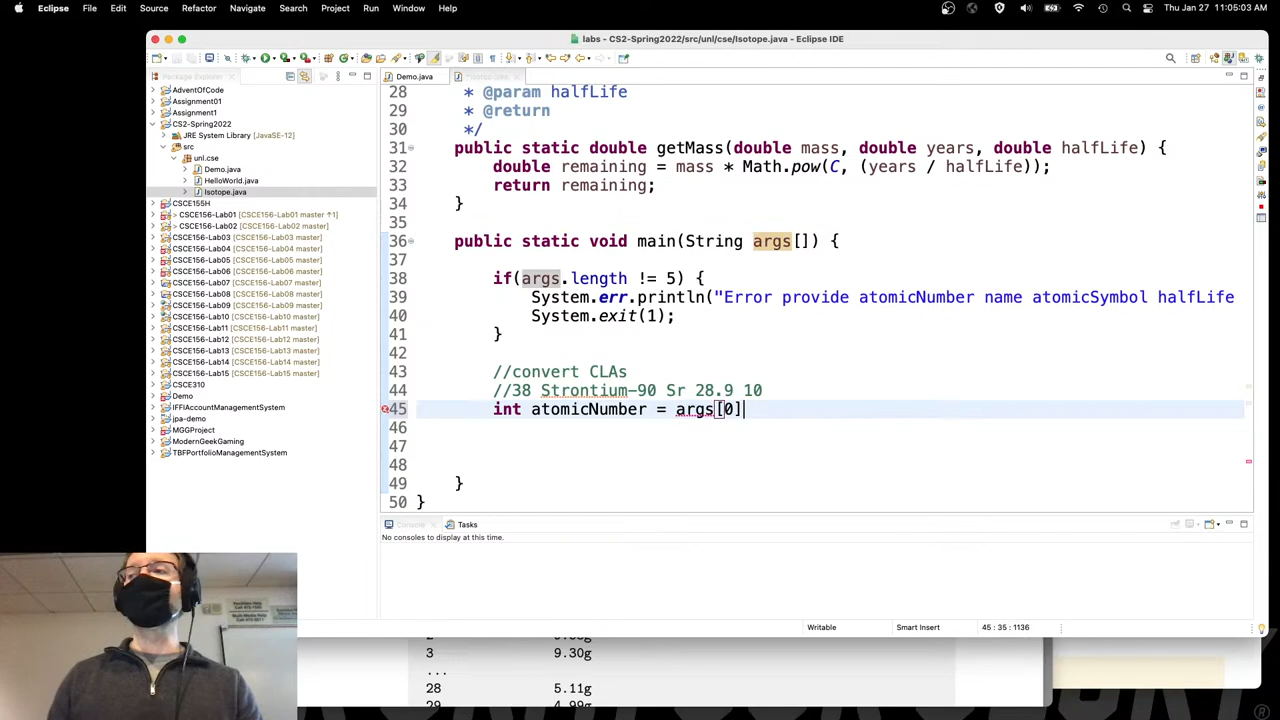 Eclipse File Edit Source Refactor Navigate Search Project Run Window Help
Thu Jan 27 11:05:03 AM
labs - CS2-Spring2022/src/unl/cse/Isotope.java - Eclipse IDE
Package Explorer
Demo.java
AdventOfCode
Assignment01
Assignment1
CS2-Spring2022
JRE System Library [JavaSE-12]
src
unl.cse
Demo.java
HelloWorld.java
Isotope.java
CSCE155H
> CSCE156-Lab01 [CSCE156-Lab01 master ↑1]
> CSCE156-Lab02 [CSCE156-Lab02 master]
CSCE156-Lab03 [CSCE156-Lab03 master]
CSCE156-Lab04 [CSCE156-Lab04 master]
CSCE156-Lab05 [CSCE156-Lab05 master]
CSCE156-Lab06 [CSCE156-Lab06 master]
CSCE156-Lab07 [CSCE156-Lab07 master]
CSCE156-Lab08 [CSCE156-Lab08 master]
CSCE156-Lab09 [CSCE156-Lab09 master]
CSCE156-Lab10 [CSCE156-Lab10 master]
CSCE156-Lab11 [CSCE156-Lab11 master]
CSCE156-Lab12 [CSCE156-Lab12 master]
CSCE156-Lab13 [CSCE156-Lab13 master]
CSCE156-Lab14 [CSCE156-Lab14 master]
CSCE156-Lab15 [CSCE156-Lab15 master]
CSCE310
Demo
IFFIAccountManagementSystem
jpa-demo
MGGProject
ModernGeekGaming
TBFPortfolioManagementSystem
28 * @param halfLife
29 * @return
30 */
31 public static double getMass(double mass, double years, double halfLife) {
32 double remaining = mass * Math.pow(C, (years / halfLife));
33 return remaining;
34 }
35
36 public static void main(String args[]) {
37
38 if(args.length != 5) {
39 System.err.println("Error provide atomicNumber name atomicSymbol halfLife
40 System.exit(1);
41 }
42
43 //convert CLAs
44 //38 Strontium-90 Sr 28.9 10
45 int atomicNumber = args[0]
46
47
48
49 }
50 }
Console Tasks
No consoles to display at this time.
Writable Smart Insert 45 : 35 : 1136
3 9.30g
...
28 5.11g
29 4.99g